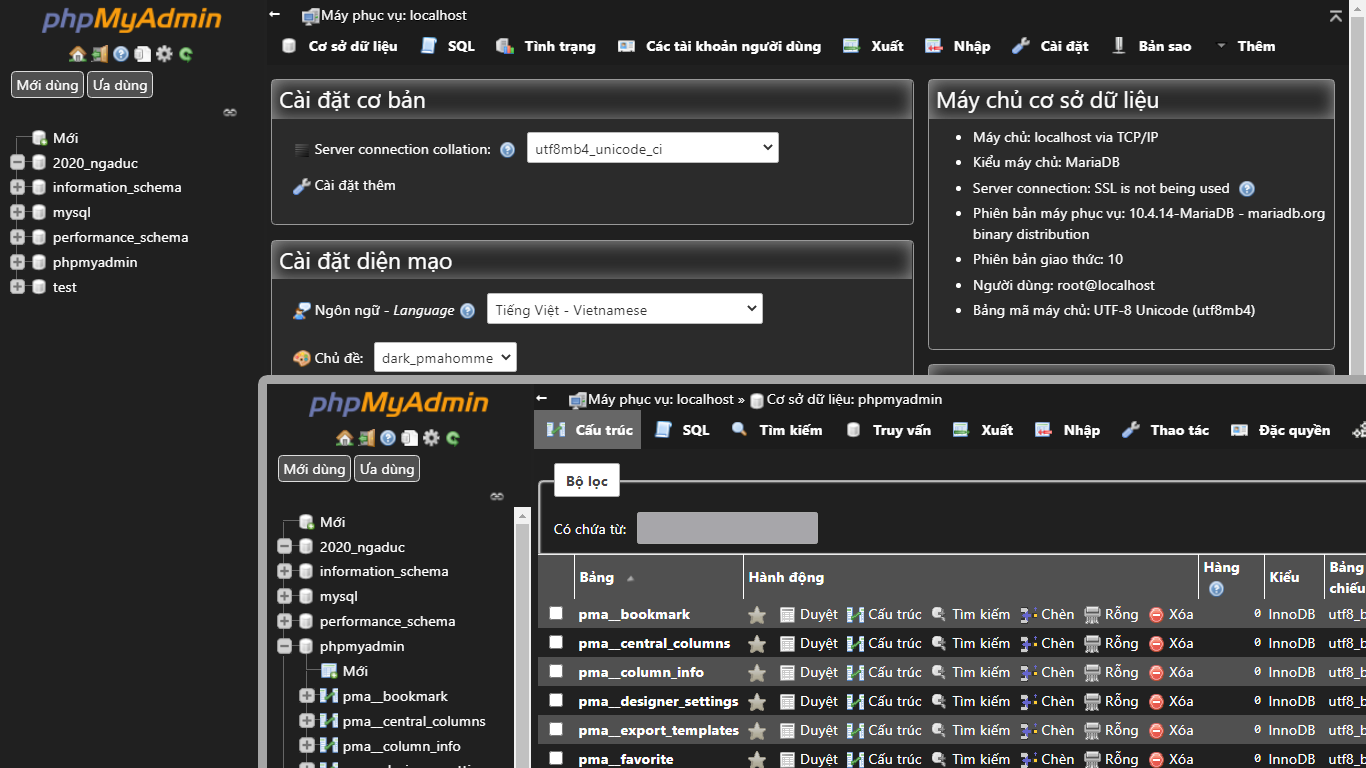 phpMyAdmin
Mới dùng Ưa dùng
Mới
2020_ngaduc
information_schema
mysql
performance_schema
phpmyadmin
test
Máy phục vụ: localhost
Cơ sở dữ liệu SQL Tình trạng Các tài khoản người dùng Xuất Nhập Cài đặt Bản sao Thêm
Cài đặt cơ bản
Server connection collation: utf8mb4_unicode_ci
Cài đặt thêm
Cài đặt diện mạo
Ngôn ngữ - Language Tiếng Việt - Vietnamese
Chủ đề: dark_pmahomme
Máy chủ cơ sở dữ liệu
Máy chủ: localhost via TCP/IP
Kiểu máy chủ: MariaDB
Server connection: SSL is not being used
Phiên bản máy phục vụ: 10.4.14-MariaDB - mariadb.org
binary distribution
Phiên bản giao thức: 10
Người dùng: root@localhost
Bảng mã máy chủ: UTF-8 Unicode (utf8mb4)
phpMyAdmin
Mới dùng Ưa dùng
Mới
2020_ngaduc
information_schema
mysql
performance_schema
phpmyadmin
Mới
pma__bookmark
pma__central_columns
pma__column_info
Máy phục vụ: localhost » Cơ sở dữ liệu: phpmyadmin
Cấu trúc SQL Tìm kiếm Truy vấn Xuất Nhập Thao tác Đặc quyền
Bộ lọc
Có chứa từ:
Bảng Hành động Hàng Kiểu Bảng
chiếu
pma__bookmark Duyệt Cấu trúc Tìm kiếm Chèn Rỗng Xóa 0 InnoDB utf8_b
pma__central_columns Duyệt Cấu trúc Tìm kiếm Chèn Rỗng Xóa 0 InnoDB utf8_b
pma__column_info Duyệt Cấu trúc Tìm kiếm Chèn Rỗng Xóa 0 InnoDB utf8_b
pma__designer_settings Duyệt Cấu trúc Tìm kiếm Chèn Rỗng Xóa 0 InnoDB utf8_b
pma__export_templates Duyệt Cấu trúc Tìm kiếm Chèn Rỗng Xóa 0 InnoDB utf8_b
pma__favorite Duyệt Cấu trúc Tìm kiếm Chèn Rỗng Xóa 0 InnoDB utf8_b